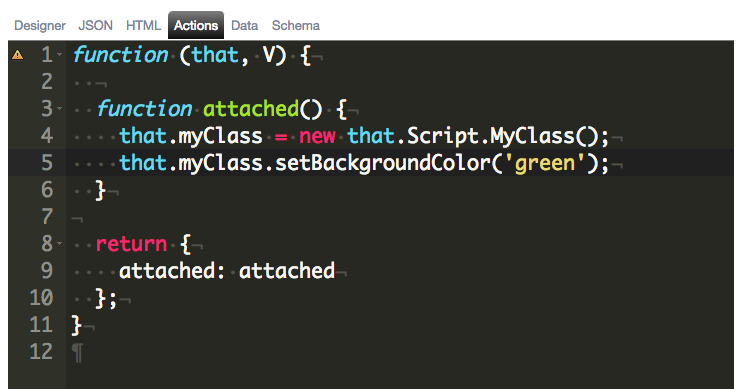 Designer JSON HTML Actions Data Schema
1 function (that, V) {
2
3 function attached() {
4 that.myClass = new that.Script.MyClass();
5 that.myClass.setBackgroundColor('green');
6 }
7
8 return {
9 attached: attached
10 };
11 }
12